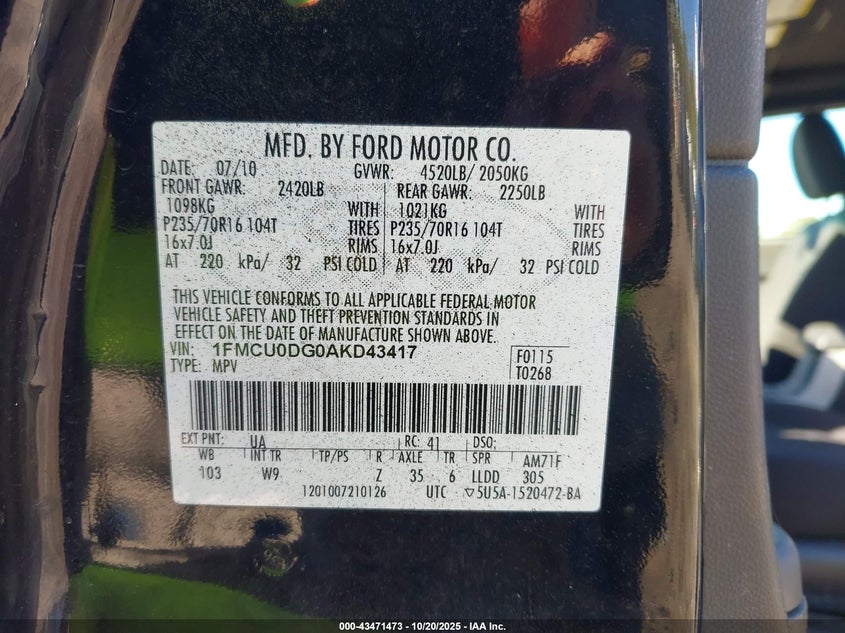 MFD. BY FORD MOTOR CO.
DATE: 07/10 GVWR: 4520LB/ 2050KG
FRONT GAWR: 2420LB REAR GAWR: 2250LB
1098KG WITH 1021KG WITH
P235/70R16 104T TIRES P235/70R16 104T TIRES
16x7.0J RIMS 16x7.0J RIMS
AT 220 kPa/ 32 PSI COLD AT 220 kPa/ 32 PSI COLD
THIS VEHICLE CONFORMS TO ALL APPLICABLE FEDERAL MOTOR
VEHICLE SAFETY AND THEFT PREVENTION STANDARDS IN
EFFECT ON THE DATE OF MANUFACTURE SHOWN ABOVE.
VIN: 1FMCU0DG0AKD43417 F0115
TYPE: MPV T0268
EXT PNT: UA RC: 41 DSO:
WB INT TR TP/PS R AXLE TR SPR AM71F
103 W9 Z 35 6 LLDD 305
1201007210126 UTC ▽5U5A-1520472-BA
000-43471473 | 10/20/2025 - IAA Inc.